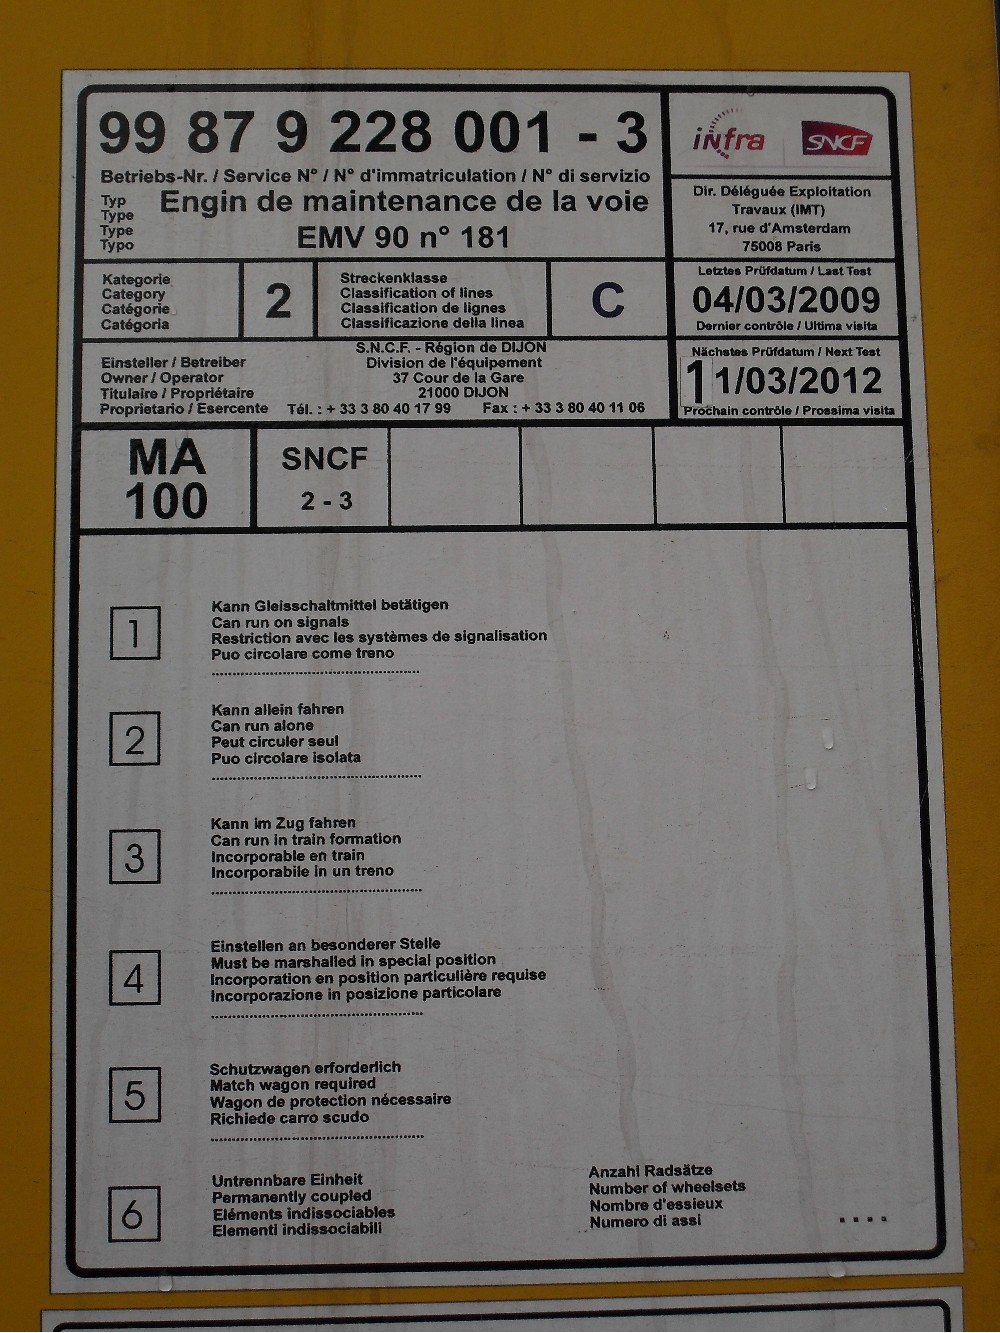 99 87 9 228 001 - 3
Betriebs-Nr. / Service N° / N° d'immatriculation / N° di servizio
Typ
Type
Type
Typo
Engin de maintenance de la voie
EMV 90 n° 181
infra
SNCF
Dir. Déléguée Exploitation
Travaux (IMT)
17, rue d'Amsterdam
75008 Paris
Kategorie
Category
Catégorie
Catégoria
2
Streckenklasse
Classification of lines
Classification de lignes
Classificazione della linea
C
Letztes Prüfdatum / Last Test
04/03/2009
Dernier contrôle / Ultima visita
Einsteller / Betreiber
Owner / Operator
Titulaire / Propriétaire
Proprietario / Esercente
S.N.C.F. - Région de DIJON
Division de l'équipement
37 Cour de la Gare
21000 DIJON
Tél. : + 33 3 80 40 17 99 Fax : + 33 3 80 40 11 06
Nächstes Prüfdatum / Next Test
11/03/2012
Prochain contrôle / Prossima visita
MA
100
SNCF
2 - 3
1
Kann Gleisschaltmittel betätigen
Can run on signals
Restriction avec les systèmes de signalisation
Puo circolare come treno
2
Kann allein fahren
Can run alone
Peut circuler seul
Puo circolare isolata
3
Kann im Zug fahren
Can run in train formation
Incorporable en train
Incorporabile in un treno
4
Einstellen an besonderer Stelle
Must be marshalled in special position
Incorporation en position particulière requise
Incorporazione in posizione particolare
5
Schutzwagen erforderlich
Match wagon required
Wagon de protection nécessaire
Richiede carro scudo
6
Untrennbare Einheit
Permanently coupled
Eléments indissociables
Elementi indissociabili
Anzahl Radsätze
Number of wheelsets
Nombre d'essieux
Numero di assi
....